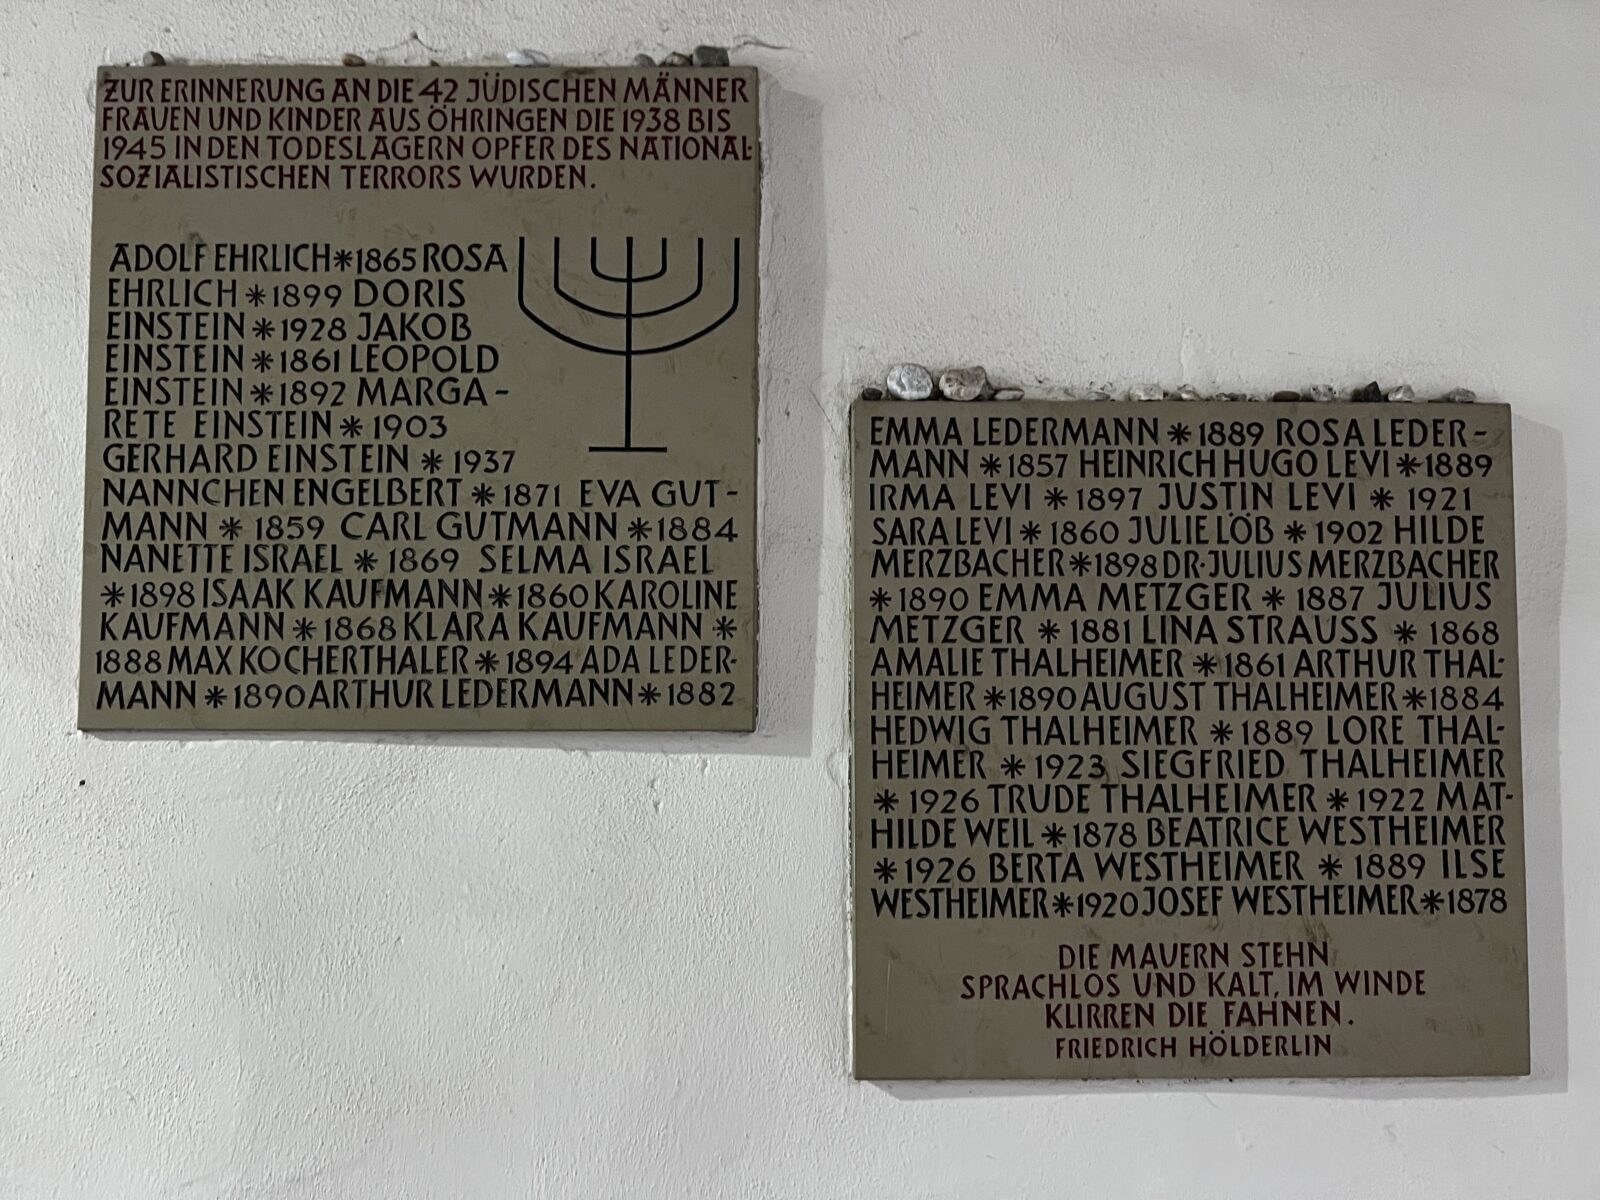 ZUR ERINNERUNG AN DIE 42 JÜDISCHEN MÄNNER
FRAUEN UND KINDER AUS ÖHRINGEN DIE 1938 BIS
1945 IN DEN TODESLAGERN OPFER DES NATIONAL-
SOZIALISTISCHEN TERRORS WURDEN.
ADOLF EHRLICH * 1865 ROSA
EHRLICH * 1899 DORIS
EINSTEIN * 1928 JAKOB
EINSTEIN * 1861 LEOPOLD
EINSTEIN * 1892 MARGA-
RETE EINSTEIN * 1903
GERHARD EINSTEIN * 1937
NANNCHEN ENGELBERT * 1871 EVA GUT-
MANN * 1859 CARL GUTMANN * 1884
NANETTE ISRAEL * 1869 SELMA ISRAEL
* 1898 ISAAK KAUFMANN * 1860 KAROLINE
KAUFMANN * 1868 KLARA KAUFMANN *
1888 MAX KOCHERTHALER * 1894 ADA LEDER-
MANN * 1890 ARTHUR LEDERMANN * 1882
EMMA LEDERMANN * 1889 ROSA LEDER-
MANN * 1857 HEINRICH HUGO LEVI * 1889
IRMA LEVI * 1897 JUSTIN LEVI * 1921
SARA LEVI * 1860 JULIE LÖB * 1902 HILDE
MERZBACHER * 1898 DR. JULIUS MERZBACHER
* 1890 EMMA METZGER * 1887 JULIUS
METZGER * 1881 LINA STRAUSS * 1868
AMALIE THALHEIMER * 1861 ARTHUR THAL-
HEIMER * 1890 AUGUST THALHEIMER * 1884
HEDWIG THALHEIMER * 1889 LORE THAL-
HEIMER * 1923 SIEGFRIED THALHEIMER
* 1926 TRUDE THALHEIMER * 1922 MAT-
HILDE WEIL * 1878 BEATRICE WESTHEIMER
* 1926 BERTA WESTHEIMER * 1889 ILSE
WESTHEIMER * 1920 JOSEF WESTHEIMER * 1878
DIE MAUERN STEHN
SPRACHLOS UND KALT, IM WINDE
KLIRREN DIE FAHNEN.
FRIEDRICH HÖLDERLIN